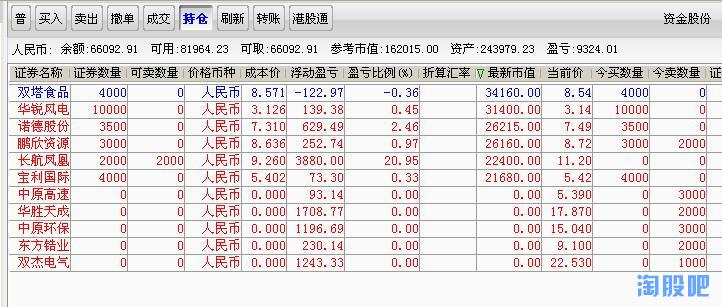 普 买入 卖出 撤单 成交 持仓 刷新 转账 港股通 资金股份
人民币: 余额:66092.91 可用:81964.23 可取:66092.91 参考市值:162015.00 资产:243979.23 盈亏:9324.01
证券名称 证券数量 可卖数量 价格币种 成本价 浮动盈亏 盈亏比例(%) 折算汇率 最新市值 当前价 今买数量 今卖数量 证
双塔食品 4000 0 人民币 8.571 -122.97 -0.36 34160.00 8.54 4000 0
华锐风电 10000 0 人民币 3.126 139.38 0.45 31400.00 3.14 10000 0
诺德股份 3500 0 人民币 7.310 629.49 2.46 26215.00 7.49 3500 0
鹏欣资源 3000 0 人民币 8.636 252.74 0.97 26160.00 8.72 3000 2000
长航凤凰 2000 2000 人民币 9.260 3880.00 20.95 22400.00 11.20 0 0
宝利国际 4000 0 人民币 5.402 73.30 0.33 21680.00 5.42 4000 0
中原高速 0 0 人民币 0.000 93.14 0.00 0.00 5.390 0 3000
华胜天成 0 0 人民币 0.000 1708.77 0.00 0.00 17.870 0 2000
中原环保 0 0 人民币 0.000 1196.69 0.00 0.00 15.040 0 3000
东方锆业 0 0 人民币 0.000 230.14 0.00 0.00 9.100 0 2000
双杰电气 0 0 人民币 0.000 1243.33 0.00 0.00 22.530 0 1000
淘股吧